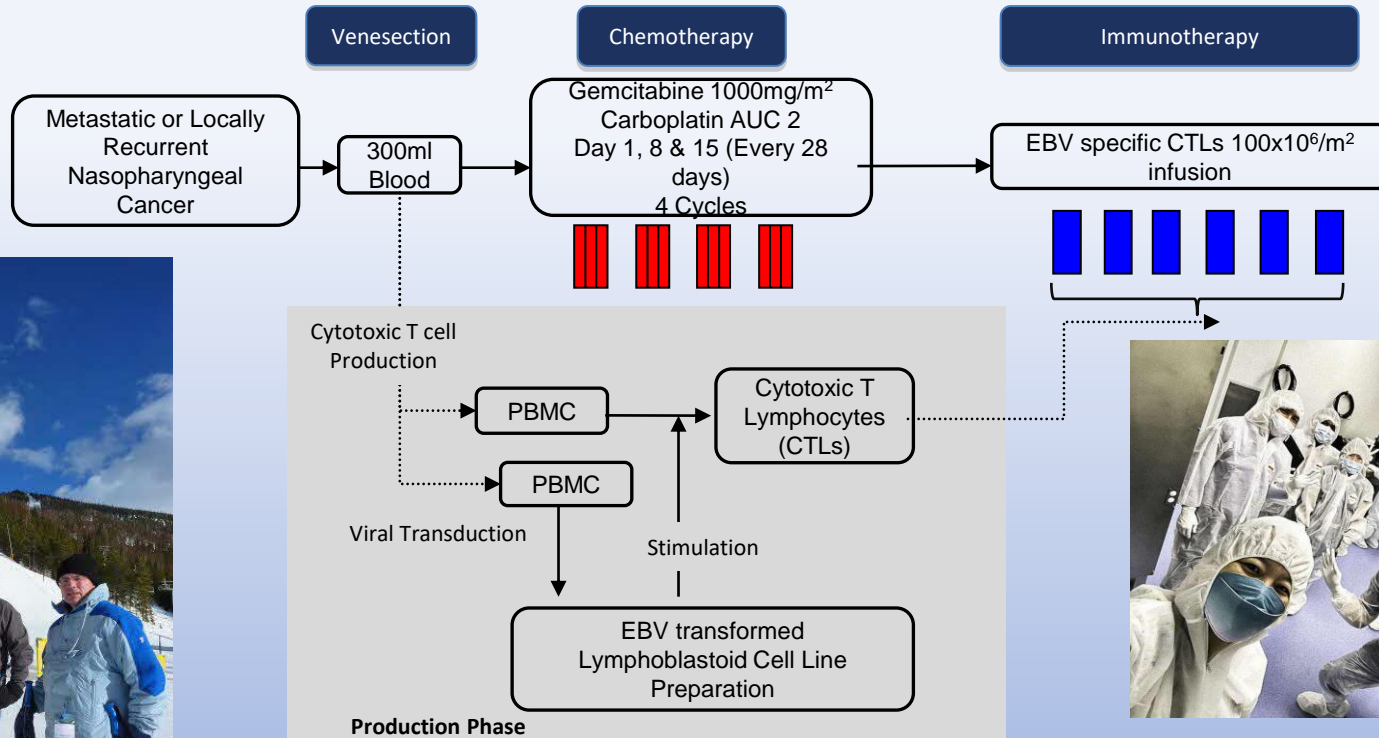 Venesection
Chemotherapy
Immunotherapy
Metastatic or Locally
Recurrent
Nasopharyngeal
Cancer
300ml
Blood
Gemcitabine 1000mg/m²
Carboplatin AUC 2
Day 1, 8 & 15 (Every 28
days)
4 Cycles
EBV specific CTLs 100x10⁶/m²
infusion
Cytotoxic T cell
Production
PBMC
Cytotoxic T
Lymphocytes
(CTLs)
PBMC
Viral Transduction
Stimulation
EBV transformed
Lymphoblastoid Cell Line
Preparation
Production Phase